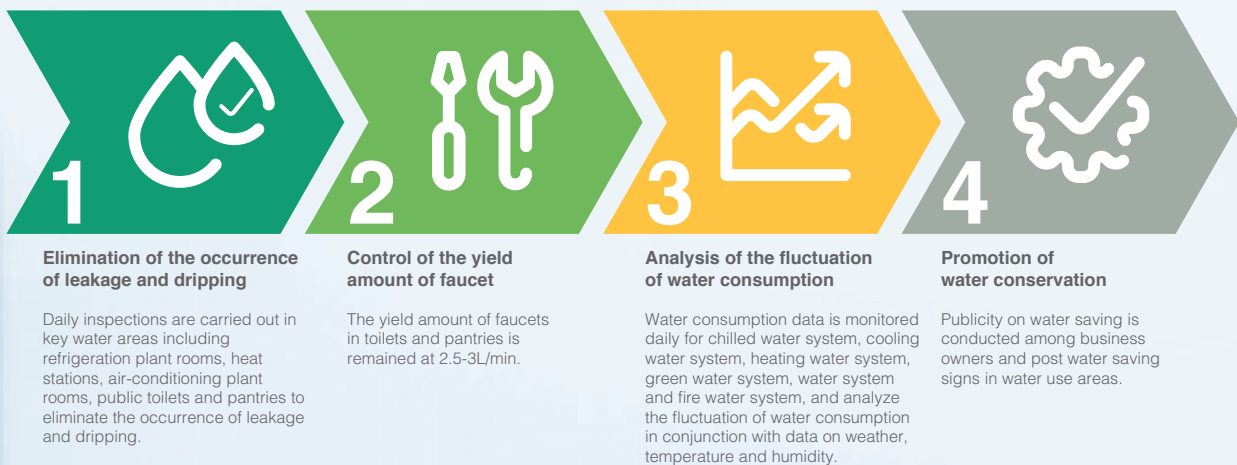 1
Elimination of the occurrence
of leakage and dripping
Daily inspections are carried out in
key water areas including
refrigeration plant rooms, heat
stations, air-conditioning plant
rooms, public toilets and pantries to
eliminate the occurrence of leakage
and dripping.
2
Control of the yield
amount of faucet
The yield amount of faucets
in toilets and pantries is
remained at 2.5-3L/min.
3
Analysis of the fluctuation
of water consumption
Water consumption data is monitored
daily for chilled water system, cooling
water system, heating water system,
green water system, water system
and fire water system, and analyze
the fluctuation of water consumption
in conjunction with data on weather,
temperature and humidity.
4
Promotion of
water conservation
Publicity on water saving is
conducted among business
owners and post water saving
signs in water use areas.